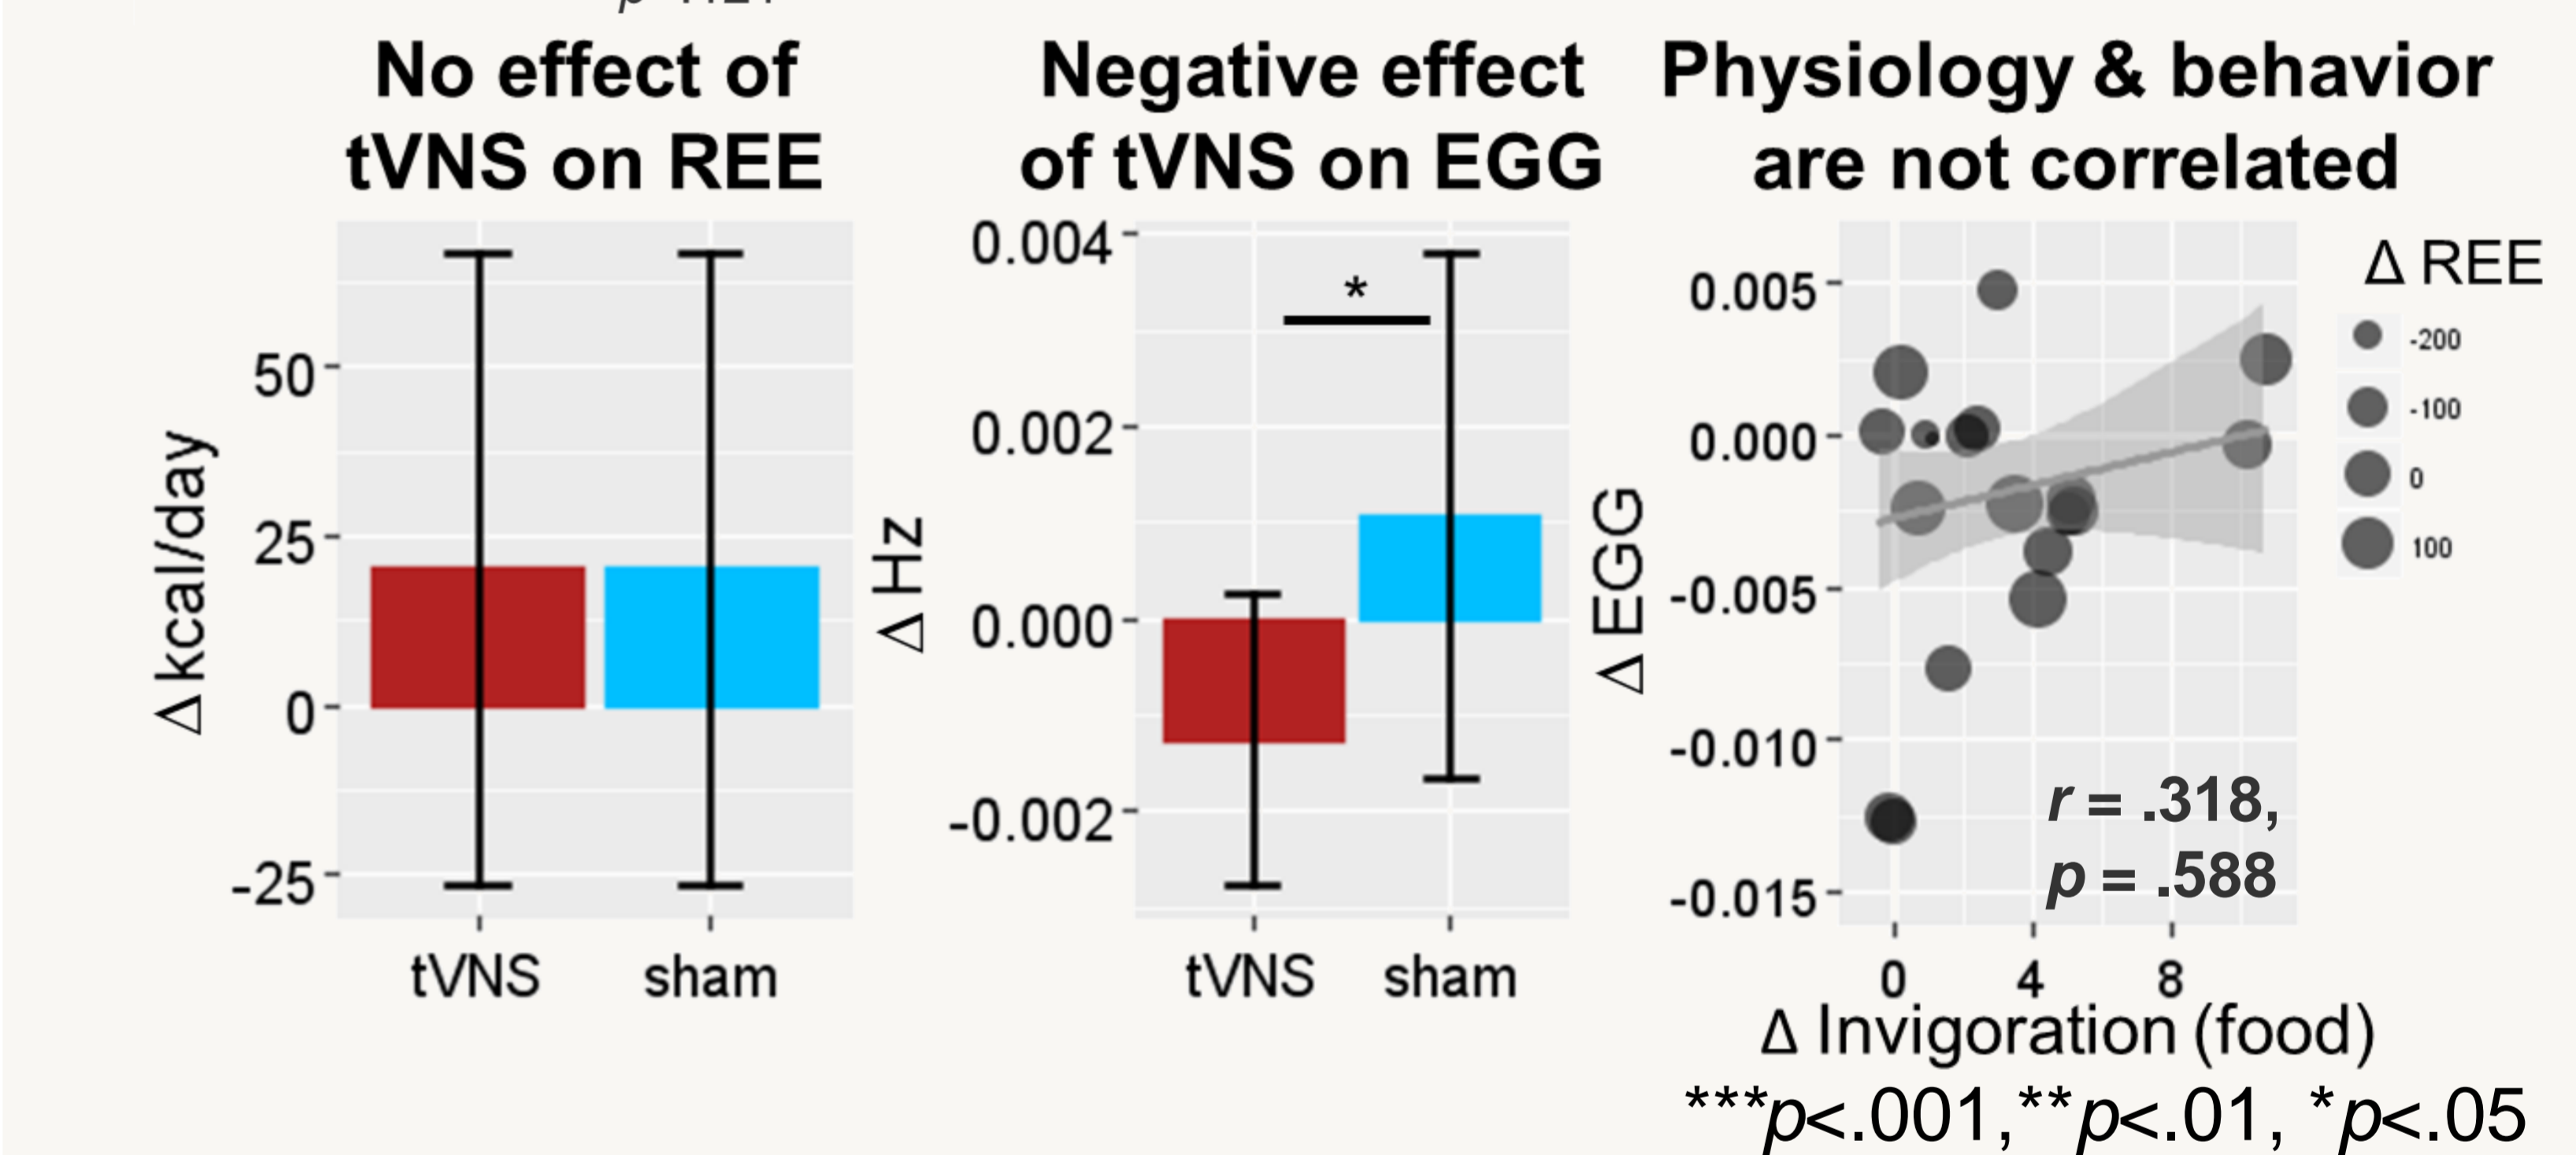 No effect of
tVNS on REE
Δ kcal/day
50
25
0
-25
tVNS sham
Negative effect
of tVNS on EGG
Δ Hz
0.004
0.002
0.000
-0.002
*
tVNS sham
Physiology & behavior
are not correlated
Δ EGG
0.005
0.000
-0.005
-0.010
-0.015
r = .318,
p = .588
0 4 8
Δ Invigoration (food)
Δ REE
-200
-100
0
100
***p<.001,**p<.01, *p<.05